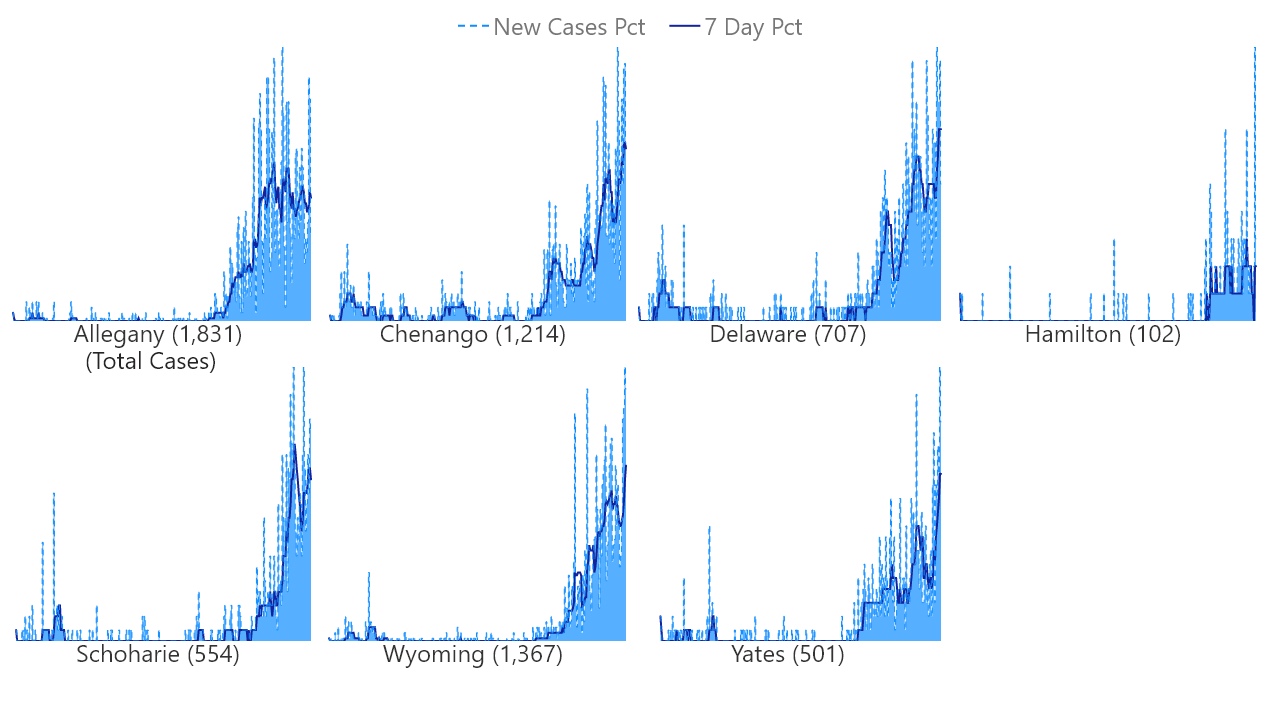 New Cases Pct 7 Day Pct
Allegany (1,831) Chenango (1,214) Delaware (707) Hamilton (102)
(Total Cases)
Schoharie (554) Wyoming (1,367) Yates (501)